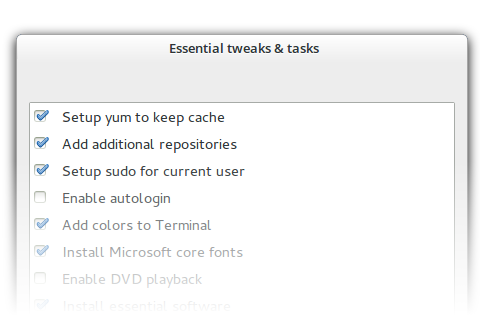 Essential tweaks & tasks
Setup yum to keep cache
Add additional repositories
Setup sudo for current user
Enable autologin
Add colors to Terminal
Install Microsoft core fonts
Enable DVD playback
Install essential software